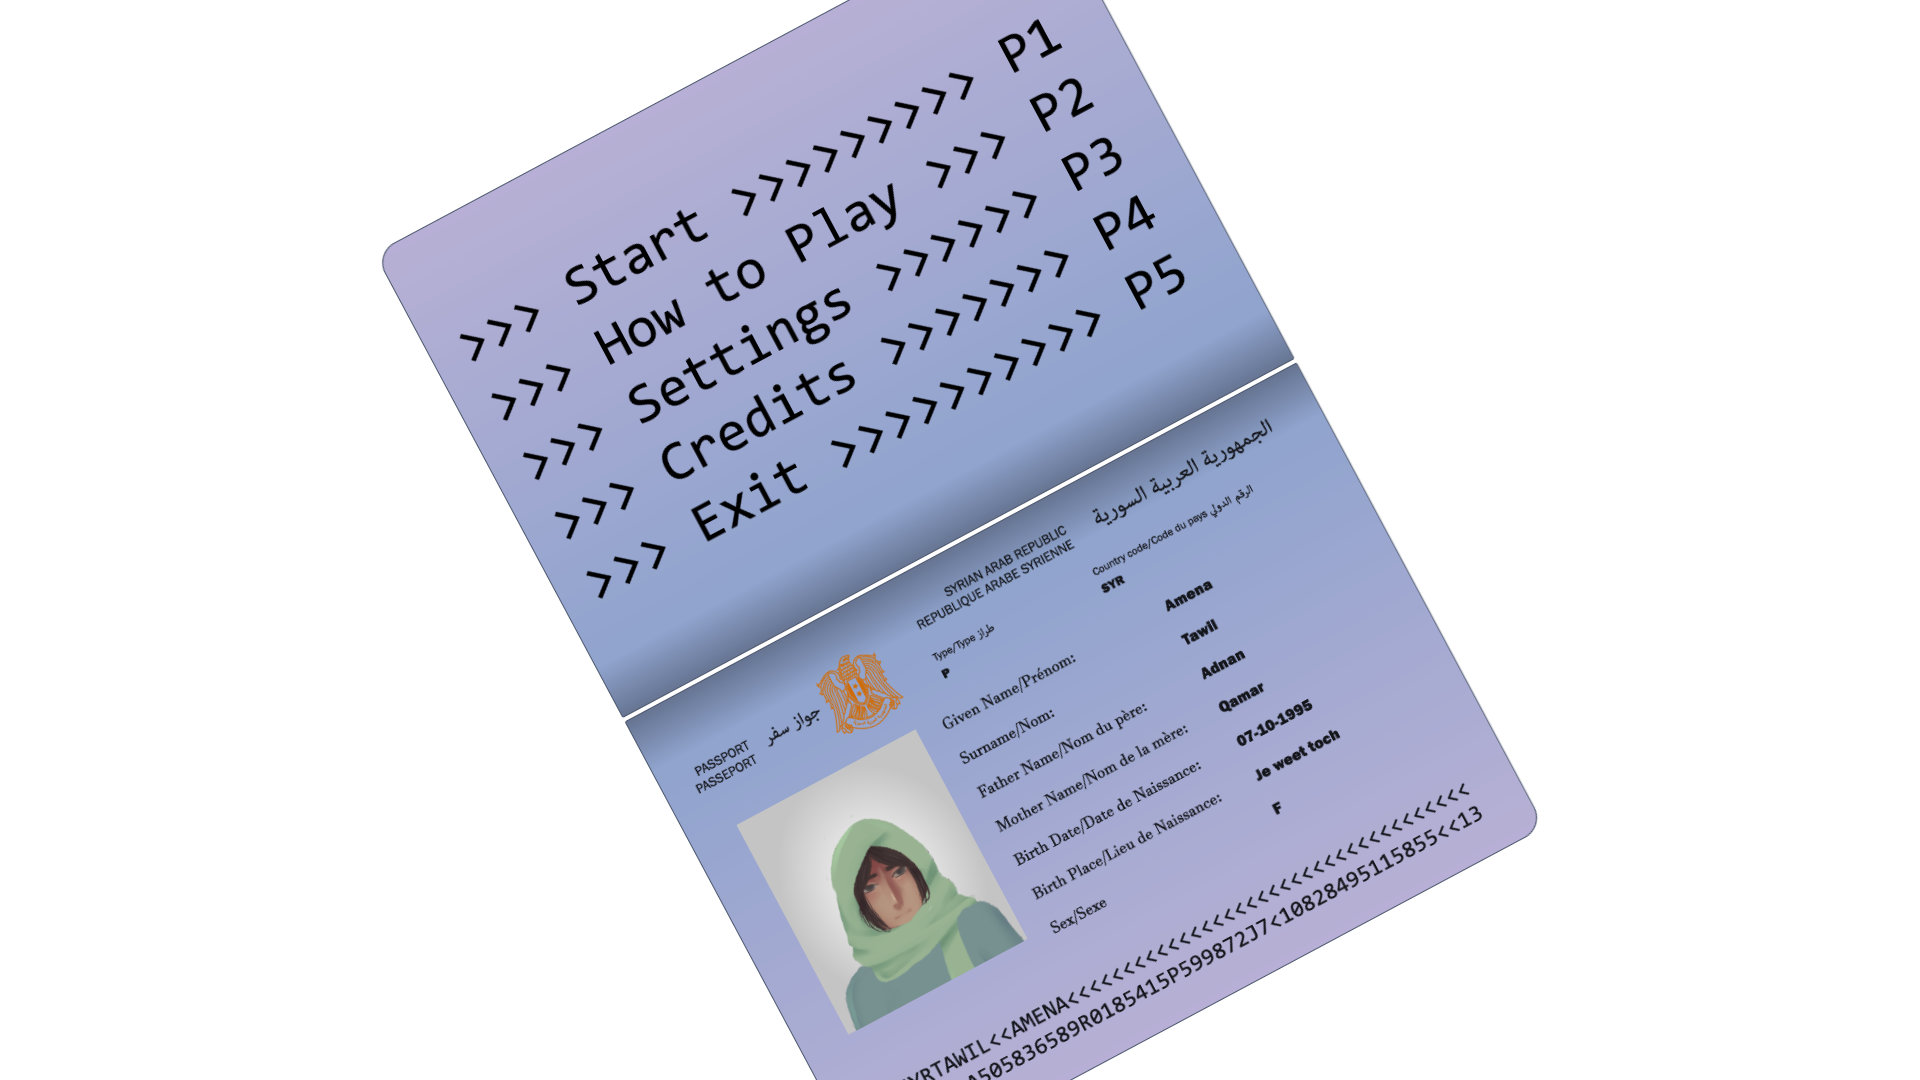 >>> Start >>>>>>>>> P1
>>> How to Play >>> P2
>>> Settings >>>>>> P3
>>> Credits >>>>>>> P4
>>> Exit >>>>>>>>>> P5
PASSPORT
PASSEPORT
جواز سفر
SYRIAN ARAB REPUBLIC
REPUBLIQUE ARABE SYRIENNE
الجمهورية العربية السورية
Type/Type طراز
P
Country code/Code du pays الرقم الدولي
SYR
Given Name/Prénom: Amena
Surname/Nom: Tawil
Father Name/Nom du père: Adnan
Mother Name/Nom de la mère: Qamar
Birth Date/Date de Naissance: 07-10-1995
Birth Place/Lieu de Naissance: Je weet toch
Sex/Sexe F
YRTAWIL<<AMENA<<<<<<<<<<<<<<<<<<<<<<<<<<<<<<
A505836589R0185415P599872J7<10828495115855<<13